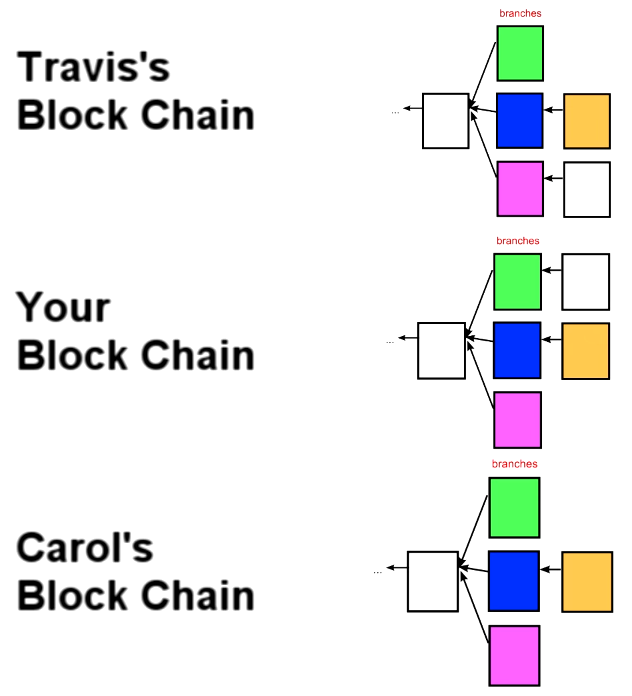 branches
Travis's
Block Chain
...
branches
Your
Block Chain
...
branches
Carol's
Block Chain
...